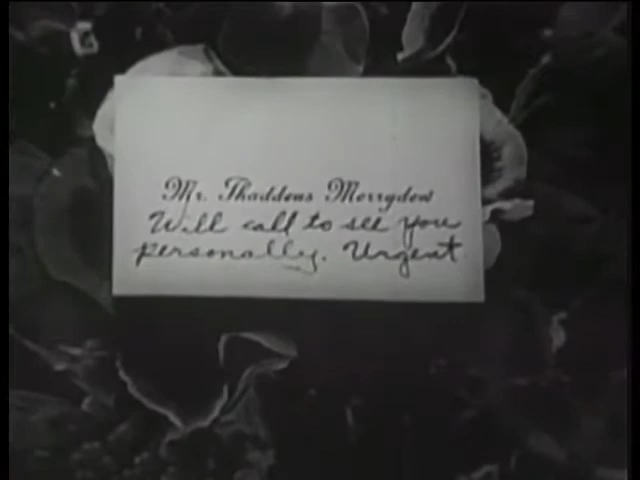 Mr. Thaddeus Merrydew
Will call to see you
personally. Urgent